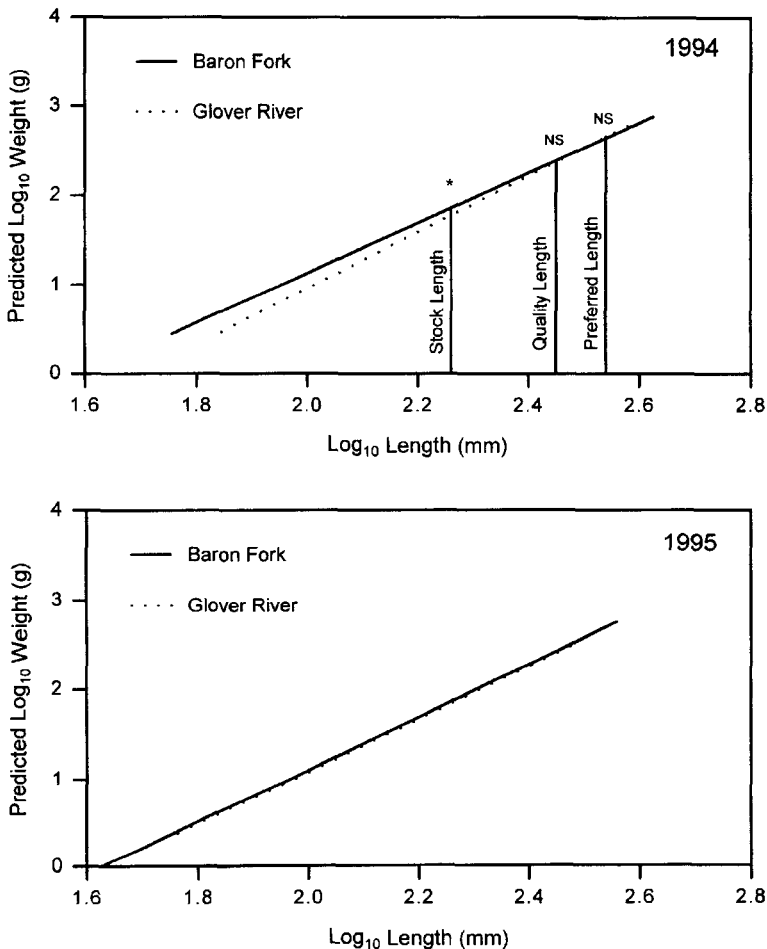 1994
Baron Fork
Glover River
Predicted Log₁₀ Weight (g)
4
3
2
1
0
*
NS
NS
Stock Length
Quality Length
Preferred Length
1.6
1.8
2.0
2.2
2.4
2.6
2.8
Log₁₀ Length (mm)
1995
Baron Fork
Glover River
Predicted Log₁₀ Weight (g)
4
3
2
1
0
1.6
1.8
2.0
2.2
2.4
2.6
2.8
Log₁₀ Length (mm)